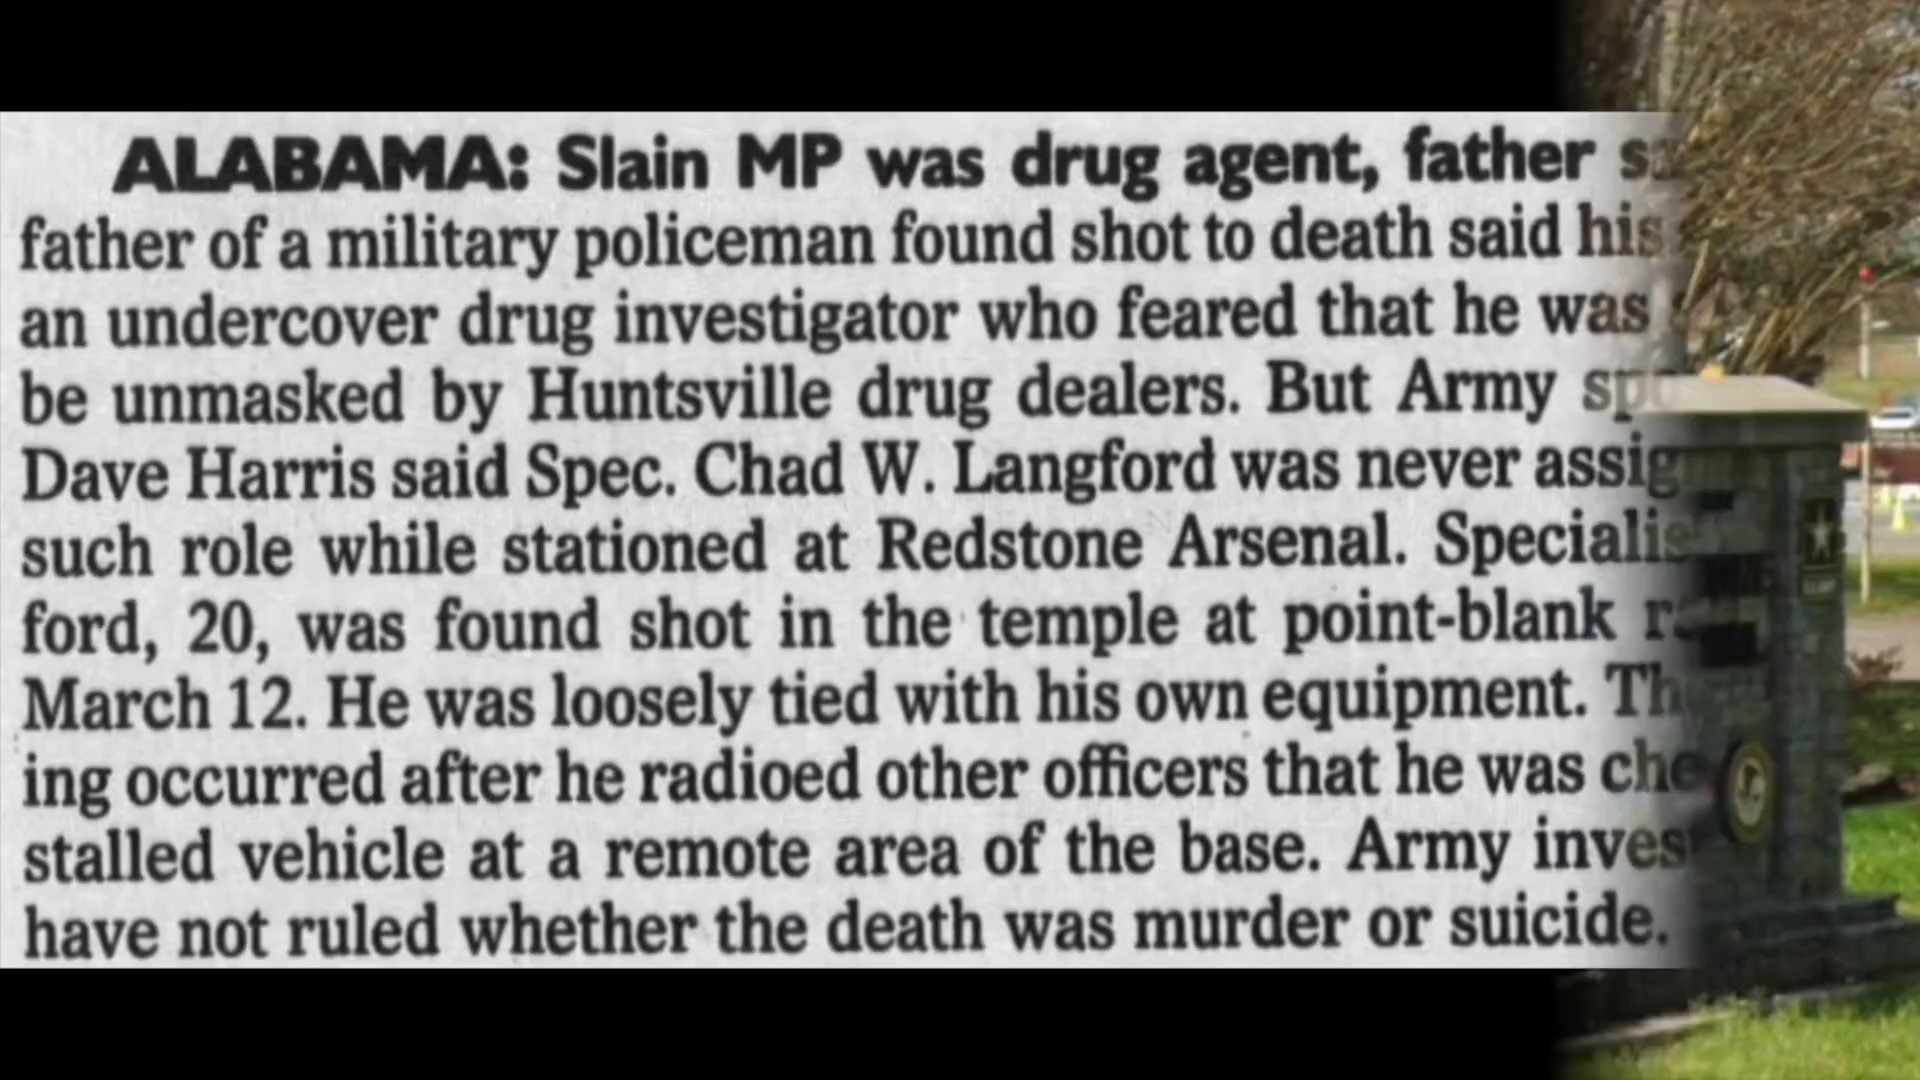 ALABAMA: Slain MP was drug agent, father
father of a military policeman found shot to death said his
an undercover drug investigator who feared that he was
be unmasked by Huntsville drug dealers. But Army
Dave Harris said Spec. Chad W. Langford was never assig
such role while stationed at Redstone Arsenal. Specialis
ford, 20, was found shot in the temple at point-blank
March 12. He was loosely tied with his own equipment. Th
ing occurred after he radioed other officers that he was che
stalled vehicle at a remote area of the base. Army inves
have not ruled whether the death was murder or suicide.